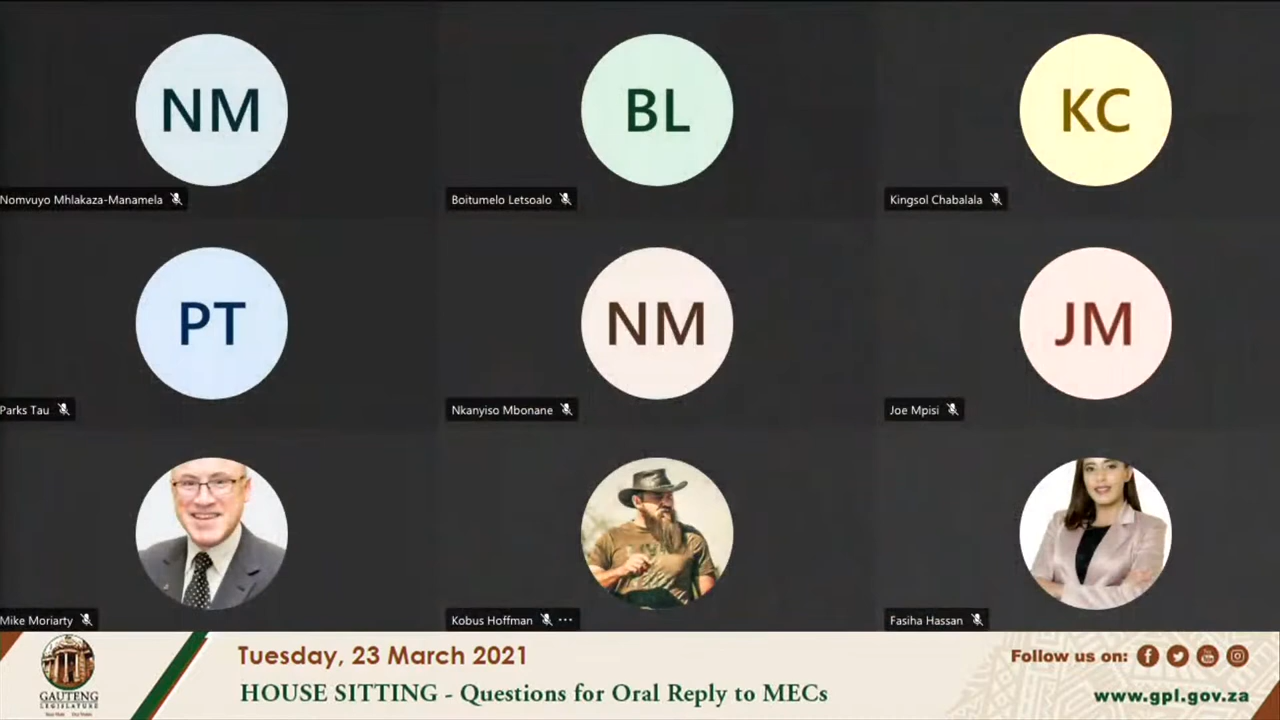 NM
BL
KC
Nomvuyo Mhlakaza-Manamela
Boitumelo Letsoalo
Kingsol Chabalala
PT
NM
JM
Parks Tau
Nkanyiso Mbonane
Joe Mpisi
Mike Moriarty
Kobus Hoffman
Fasiha Hassan
GAUTENG
LEGISLATURE
Tuesday, 23 March 2021
HOUSE SITTING - Questions for Oral Reply to MECs
Follow us on:
www.gpl.gov.za